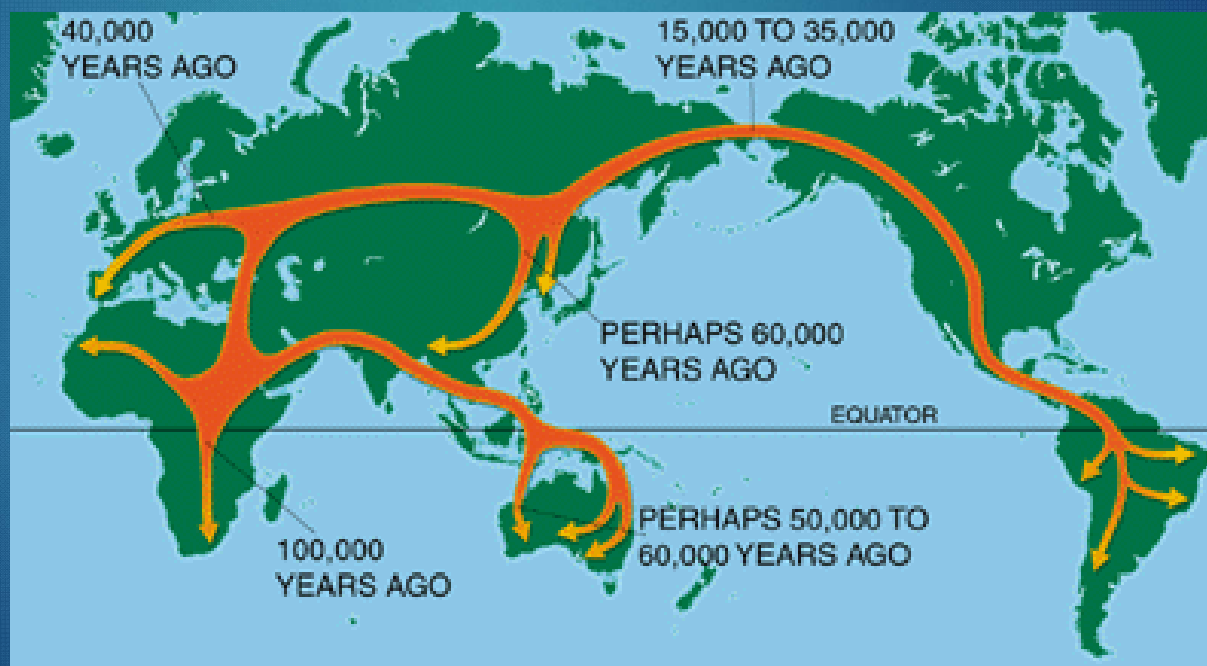 40,000
YEARS AGO
15,000 TO 35,000
YEARS AGO
PERHAPS 60,000
YEARS AGO
EQUATOR
PERHAPS 50,000 TO
60,000 YEARS AGO
100,000
YEARS AGO